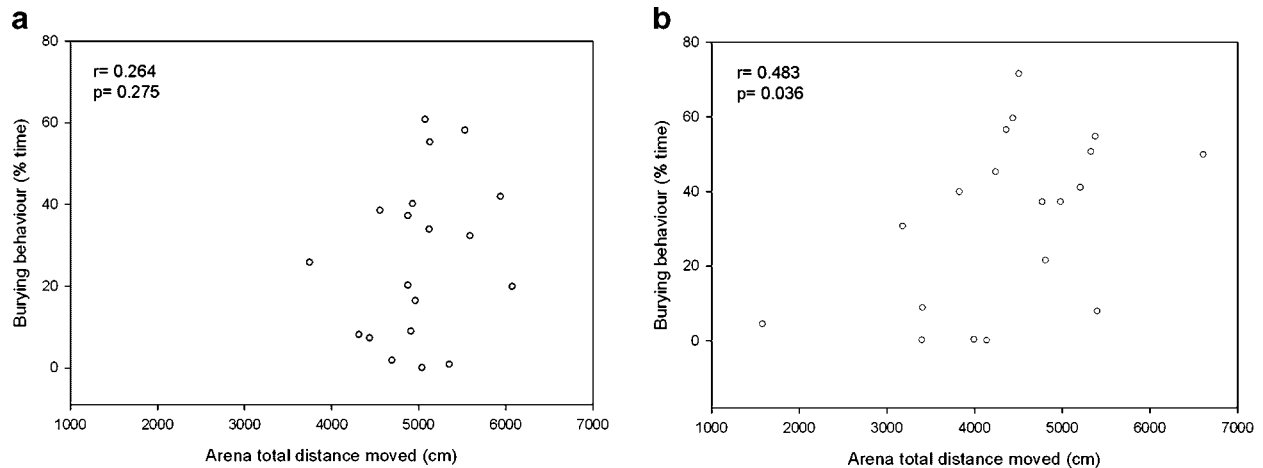 a
80
60
40
20
0
r= 0.264
p= 0.275
Burying behaviour (% time)
1000 2000 3000 4000 5000 6000 7000
Arena total distance moved (cm)
b
80
60
40
20
0
r= 0.483
p= 0.036
Burying behaviour (% time)
1000 2000 3000 4000 5000 6000 7000
Arena total distance moved (cm)